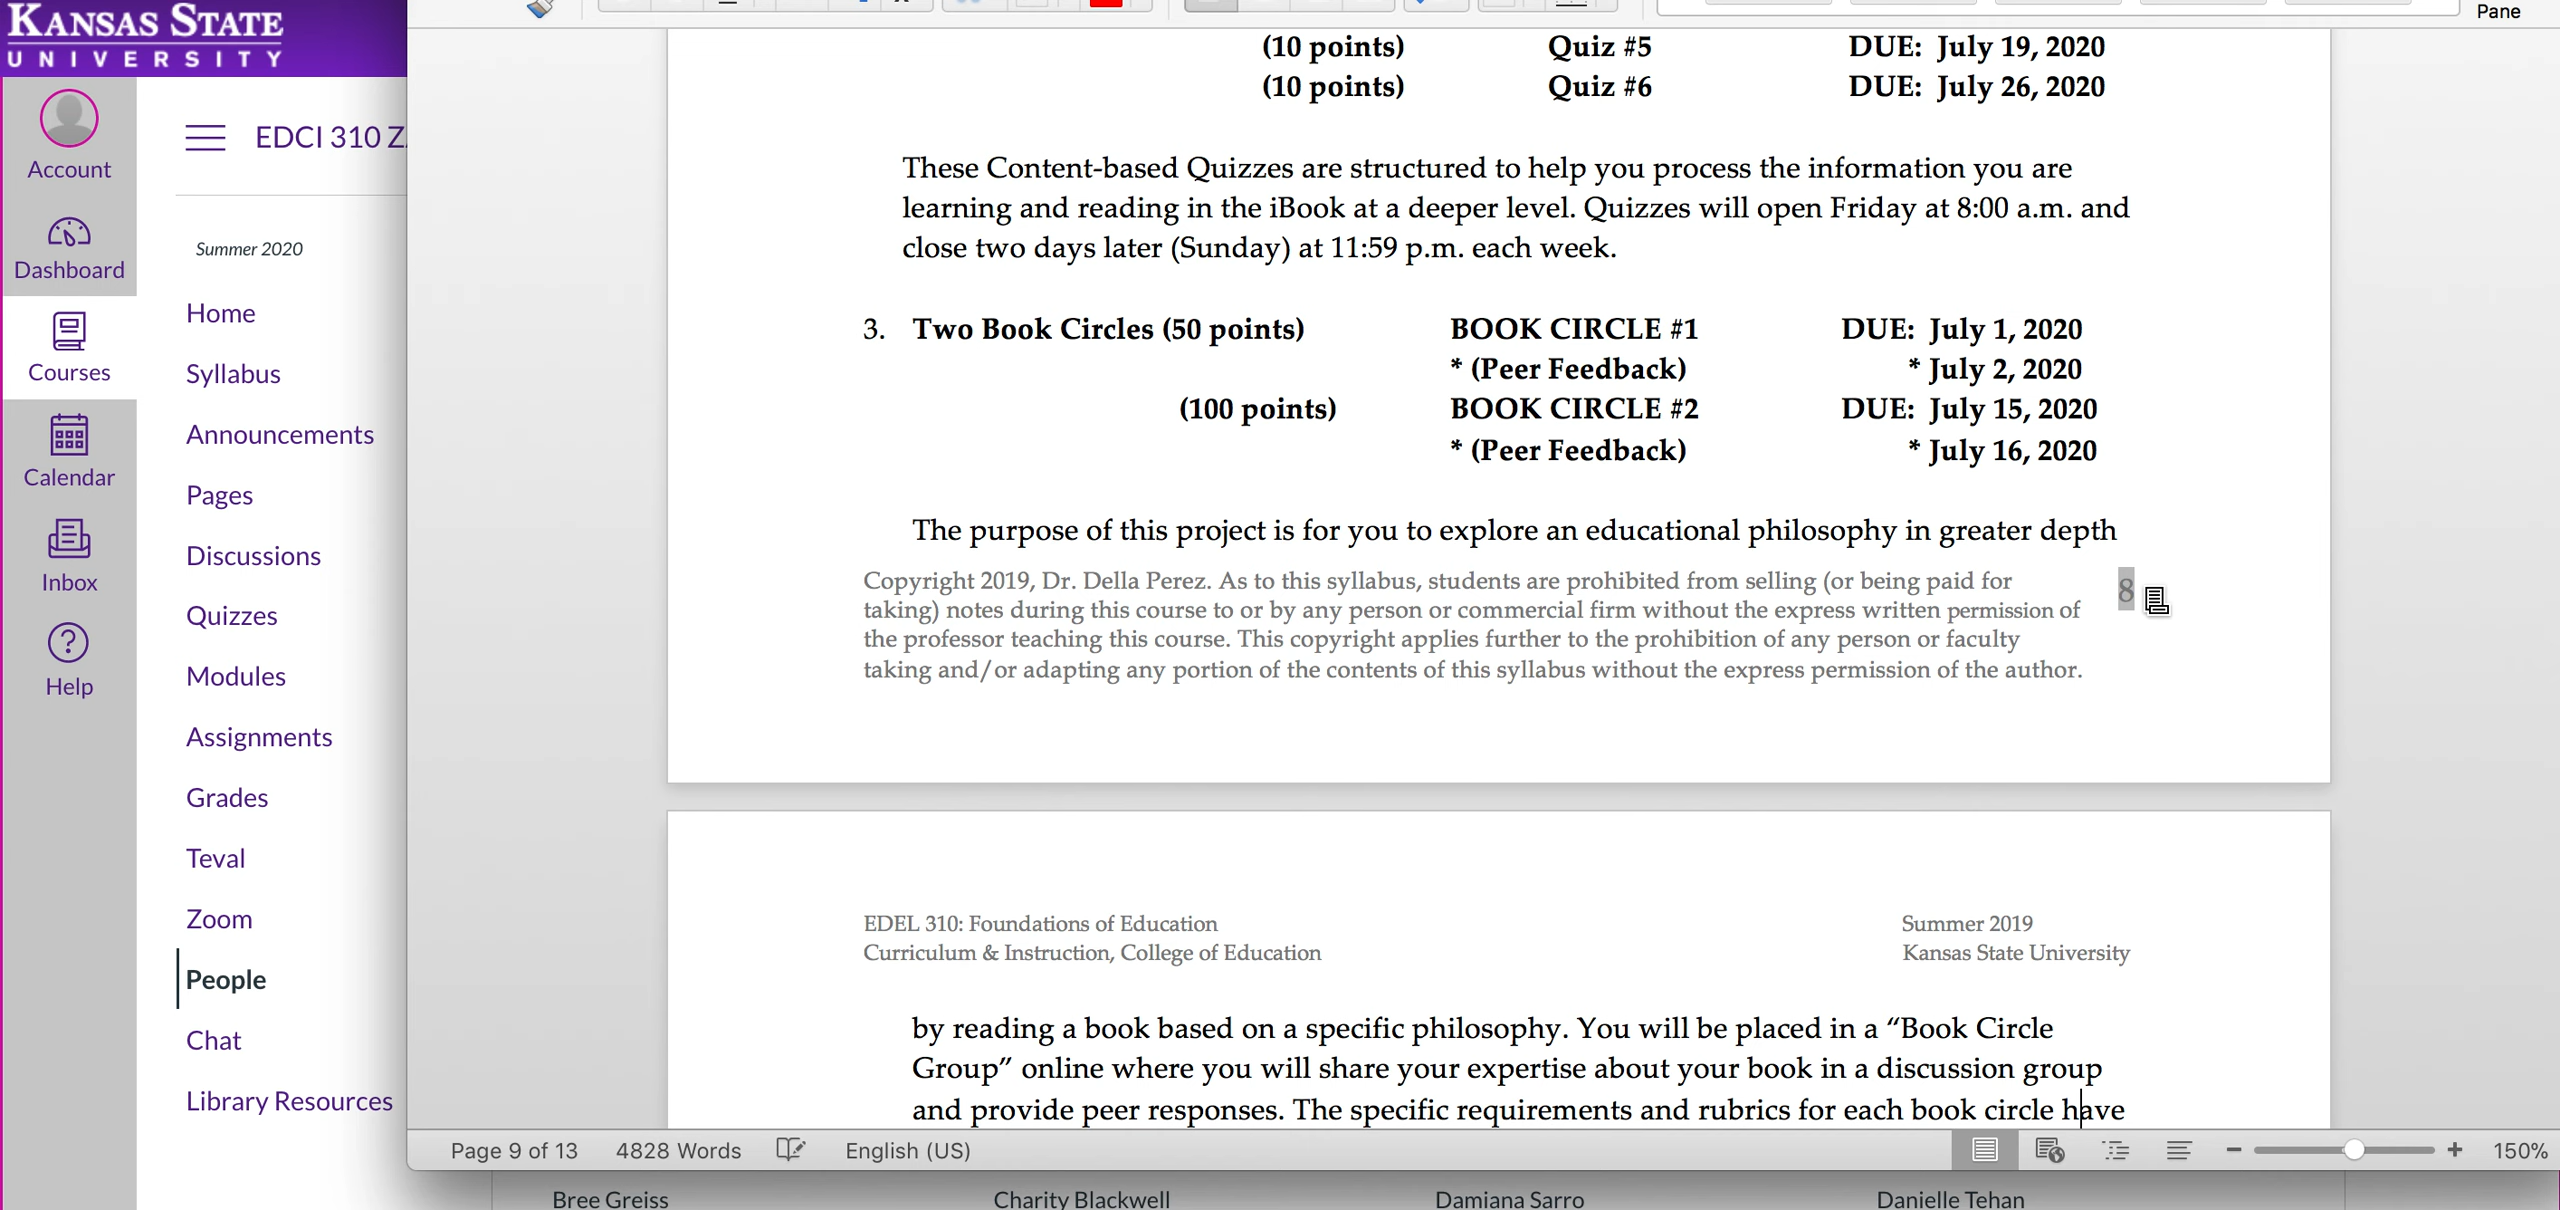 KANSAS STATE
UNIVERSITY
Account
Dashboard
Courses
Calendar
Inbox
Help
EDCI 310 Z
Summer 2020
Home
Syllabus
Announcements
Pages
Discussions
Quizzes
Modules
Assignments
Grades
Teval
Zoom
People
Chat
Library Resources
Pane
(10 points) Quiz #5 DUE: July 19, 2020
(10 points) Quiz #6 DUE: July 26, 2020
These Content-based Quizzes are structured to help you process the information you are
learning and reading in the iBook at a deeper level. Quizzes will open Friday at 8:00 a.m. and
close two days later (Sunday) at 11:59 p.m. each week.
3. Two Book Circles (50 points) BOOK CIRCLE #1 DUE: July 1, 2020
* (Peer Feedback) * July 2, 2020
(100 points) BOOK CIRCLE #2 DUE: July 15, 2020
* (Peer Feedback) * July 16, 2020
The purpose of this project is for you to explore an educational philosophy in greater depth
Copyright 2019, Dr. Della Perez. As to this syllabus, students are prohibited from selling (or being paid for
taking) notes during this course to or by any person or commercial firm without the express written permission of
the professor teaching this course. This copyright applies further to the prohibition of any person or faculty
taking and/or adapting any portion of the contents of this syllabus without the express permission of the author.
8
EDEL 310: Foundations of Education Summer 2019
Curriculum & Instruction, College of Education Kansas State University
by reading a book based on a specific philosophy. You will be placed in a “Book Circle
Group” online where you will share your expertise about your book in a discussion group
and provide peer responses. The specific requirements and rubrics for each book circle have
Page 9 of 13 4828 Words English (US) 150%
Bree Greiss Charity Blackwell Damiana Sarro Danielle Tehan